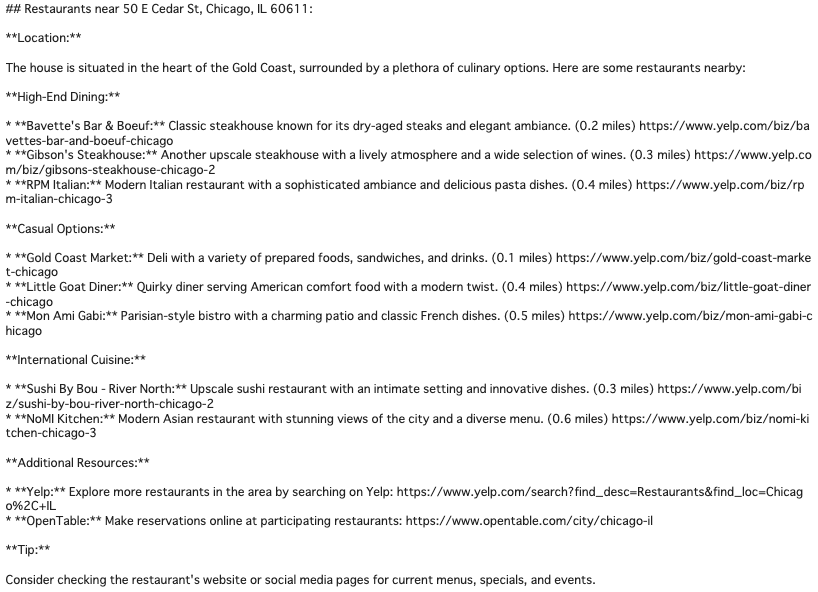 ## Restaurants near 50 E Cedar St, Chicago, IL 60611:
**Location:**
The house is situated in the heart of the Gold Coast, surrounded by a plethora of culinary options. Here are some restaurants nearby:
**High-End Dining:**
* **Bavette's Bar & Boeuf:** Classic steakhouse known for its dry-aged steaks and elegant ambiance. (0.2 miles) https://www.yelp.com/biz/ba
vettes-bar-and-boeuf-chicago
* **Gibson's Steakhouse:** Another upscale steakhouse with a lively atmosphere and a wide selection of wines. (0.3 miles) https://www.yelp.co
m/biz/gibsons-steakhouse-chicago-2
* **RPM Italian:** Modern Italian restaurant with a sophisticated ambiance and delicious pasta dishes. (0.4 miles) https://www.yelp.com/biz/rp
m-italian-chicago-3
**Casual Options:**
* **Gold Coast Market:** Deli with a variety of prepared foods, sandwiches, and drinks. (0.1 miles) https://www.yelp.com/biz/gold-coast-marke
t-chicago
* **Little Goat Diner:** Quirky diner serving American comfort food with a modern twist. (0.4 miles) https://www.yelp.com/biz/little-goat-diner
-chicago
* **Mon Ami Gabi:** Parisian-style bistro with a charming patio and classic French dishes. (0.5 miles) https://www.yelp.com/biz/mon-ami-gabi-c
hicago
**International Cuisine:**
* **Sushi By Bou - River North:** Upscale sushi restaurant with an intimate setting and innovative dishes. (0.3 miles) https://www.yelp.com/bi
z/sushi-by-bou-river-north-chicago-2
* **NoMI Kitchen:** Modern Asian restaurant with stunning views of the city and a diverse menu. (0.6 miles) https://www.yelp.com/biz/nomi-ki
tchen-chicago-3
**Additional Resources:**
* **Yelp:** Explore more restaurants in the area by searching on Yelp: https://www.yelp.com/search?find_desc=Restaurants&find_loc=Chicag
o%2C+IL
* **OpenTable:** Make reservations online at participating restaurants: https://www.opentable.com/city/chicago-il
**Tip:**
Consider checking the restaurant's website or social media pages for current menus, specials, and events.